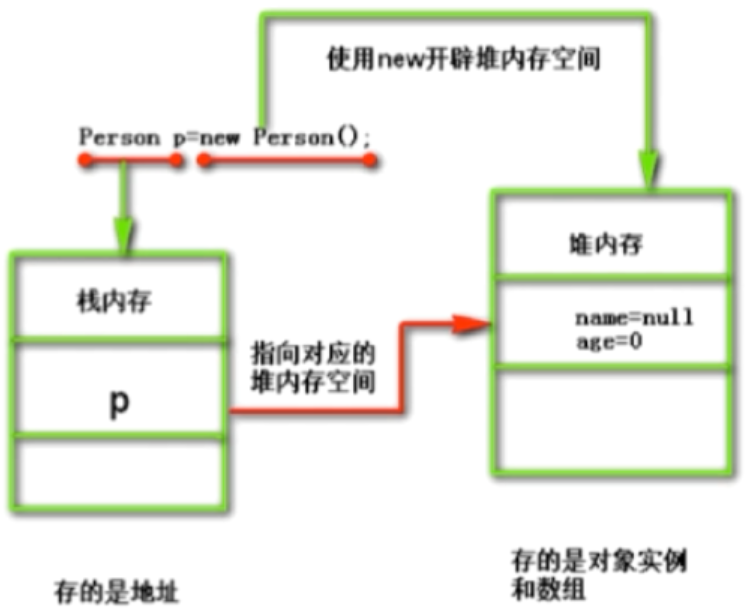 使用new开辟堆内存空间
Person p=new Person();
堆内存
栈内存
name=null
age=0
指向对应的
堆内存空间
p
存的是对象实例
和数组
存的是地址